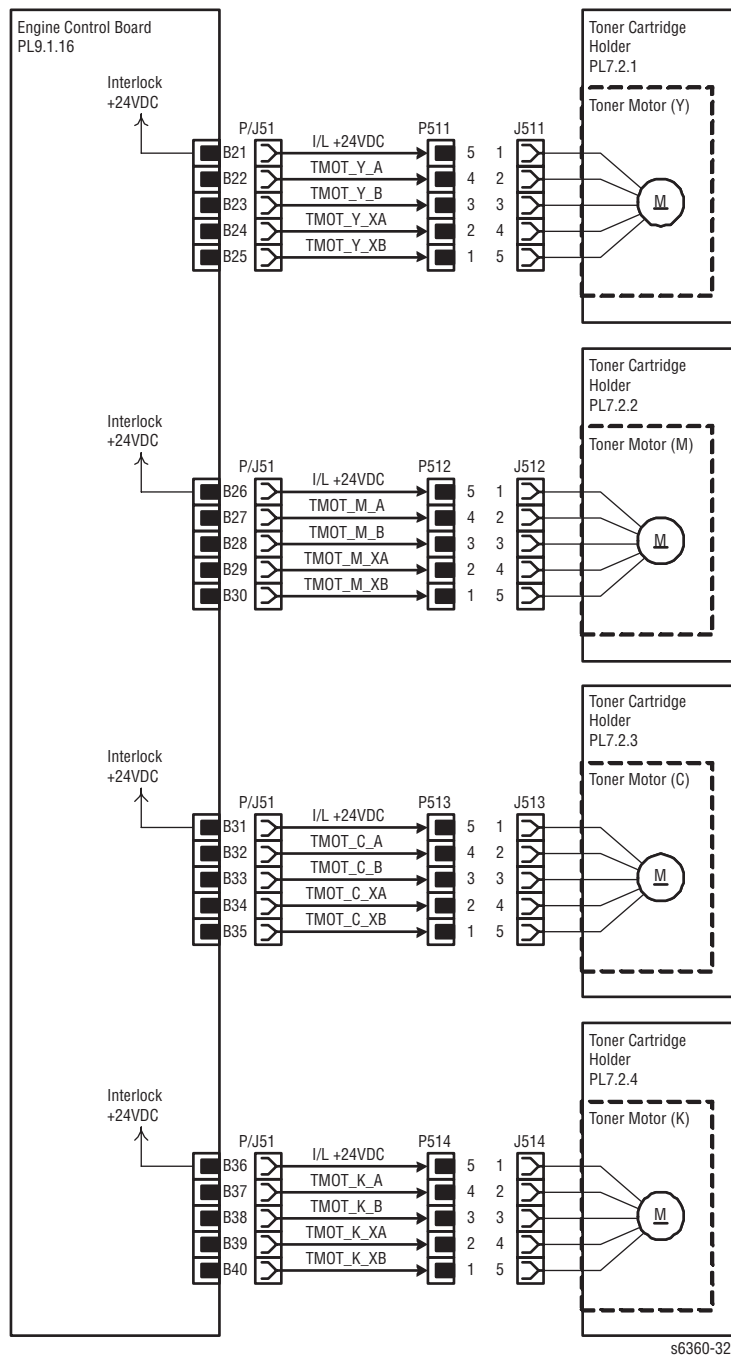 Engine Control Board
PL9.1.16
Toner Cartridge
Holder
PL7.2.1
Toner Motor (Y)
Interlock
+24VDC
P/J51 P511 J511
B21 I/L +24VDC 5 1
B22 TMOT_Y_A 4 2
B23 TMOT_Y_B 3 3 M
B24 TMOT_Y_XA 2 4
B25 TMOT_Y_XB 1 5
Toner Cartridge
Holder
PL7.2.2
Toner Motor (M)
Interlock
+24VDC
P/J51 P512 J512
B26 I/L +24VDC 5 1
B27 TMOT_M_A 4 2
B28 TMOT_M_B 3 3 M
B29 TMOT_M_XA 2 4
B30 TMOT_M_XB 1 5
Toner Cartridge
Holder
PL7.2.3
Toner Motor (C)
Interlock
+24VDC
P/J51 P513 J513
B31 I/L +24VDC 5 1
B32 TMOT_C_A 4 2
B33 TMOT_C_B 3 3 M
B34 TMOT_C_XA 2 4
B35 TMOT_C_XB 1 5
Toner Cartridge
Holder
PL7.2.4
Toner Motor (K)
Interlock
+24VDC
P/J51 P514 J514
B36 I/L +24VDC 5 1
B37 TMOT_K_A 4 2
B38 TMOT_K_B 3 3 M
B39 TMOT_K_XA 2 4
B40 TMOT_K_XB 1 5
s6360-32